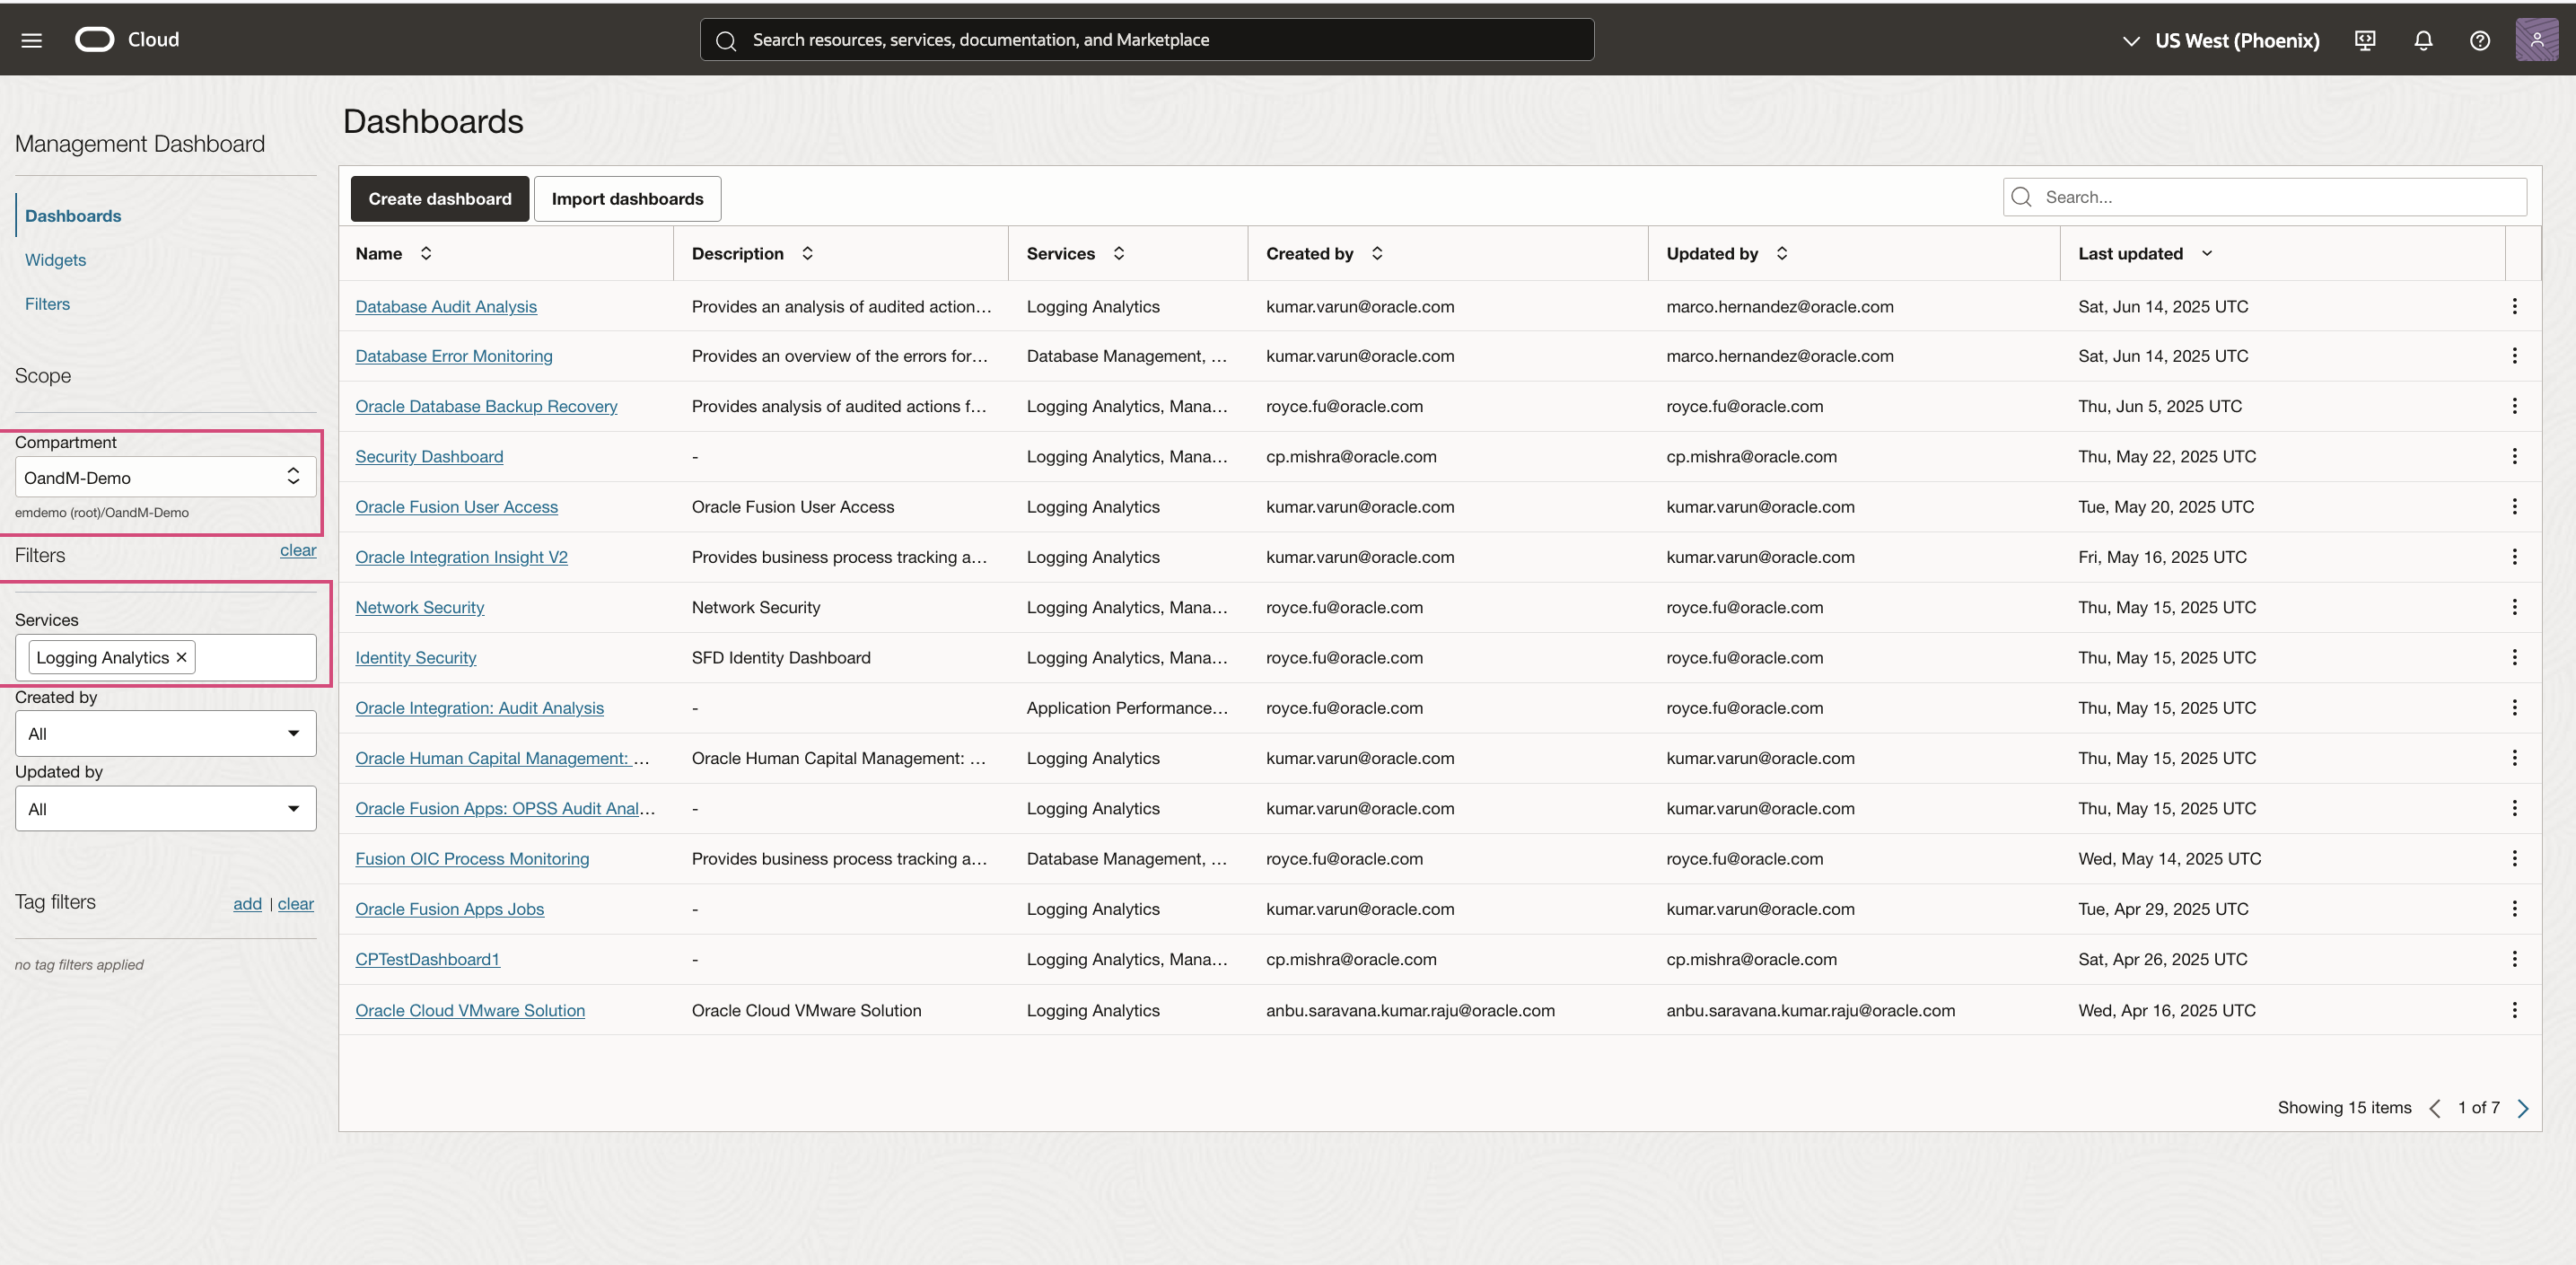 Cloud
Search resources, services, documentation, and Marketplace
US West (Phoenix)
Management Dashboard
Dashboards
Widgets
Filters
Scope
Compartment
OandM-Demo
emdemo (root)/OandM-Demo
Filters clear
Services
Logging Analytics ×
Created by
All
Updated by
All
Tag filters add | clear
no tag filters applied
Dashboards
Create dashboard Import dashboards Search...
Name Description Services Created by Updated by Last updated
Database Audit Analysis Provides an analysis of audited action... Logging Analytics kumar.varun@oracle.com marco.hernandez@oracle.com Sat, Jun 14, 2025 UTC
Database Error Monitoring Provides an overview of the errors for... Database Management, ... kumar.varun@oracle.com marco.hernandez@oracle.com Sat, Jun 14, 2025 UTC
Oracle Database Backup Recovery Provides analysis of audited actions f... Logging Analytics, Mana... royce.fu@oracle.com royce.fu@oracle.com Thu, Jun 5, 2025 UTC
Security Dashboard - Logging Analytics, Mana... cp.mishra@oracle.com cp.mishra@oracle.com Thu, May 22, 2025 UTC
Oracle Fusion User Access Oracle Fusion User Access Logging Analytics kumar.varun@oracle.com kumar.varun@oracle.com Tue, May 20, 2025 UTC
Oracle Integration Insight V2 Provides business process tracking a... Logging Analytics kumar.varun@oracle.com kumar.varun@oracle.com Fri, May 16, 2025 UTC
Network Security Network Security Logging Analytics, Mana... royce.fu@oracle.com royce.fu@oracle.com Thu, May 15, 2025 UTC
Identity Security SFD Identity Dashboard Logging Analytics, Mana... royce.fu@oracle.com royce.fu@oracle.com Thu, May 15, 2025 UTC
Oracle Integration: Audit Analysis - Application Performance... royce.fu@oracle.com royce.fu@oracle.com Thu, May 15, 2025 UTC
Oracle Human Capital Management: ... Oracle Human Capital Management: ... Logging Analytics kumar.varun@oracle.com kumar.varun@oracle.com Thu, May 15, 2025 UTC
Oracle Fusion Apps: OPSS Audit Anal... - Logging Analytics kumar.varun@oracle.com kumar.varun@oracle.com Thu, May 15, 2025 UTC
Fusion OIC Process Monitoring Provides business process tracking a... Database Management, ... royce.fu@oracle.com royce.fu@oracle.com Wed, May 14, 2025 UTC
Oracle Fusion Apps Jobs - Logging Analytics kumar.varun@oracle.com kumar.varun@oracle.com Tue, Apr 29, 2025 UTC
CPTestDashboard1 - Logging Analytics, Mana... cp.mishra@oracle.com cp.mishra@oracle.com Sat, Apr 26, 2025 UTC
Oracle Cloud VMware Solution Oracle Cloud VMware Solution Logging Analytics anbu.saravana.kumar.raju@oracle.com anbu.saravana.kumar.raju@oracle.com Wed, Apr 16, 2025 UTC
Showing 15 items 1 of 7